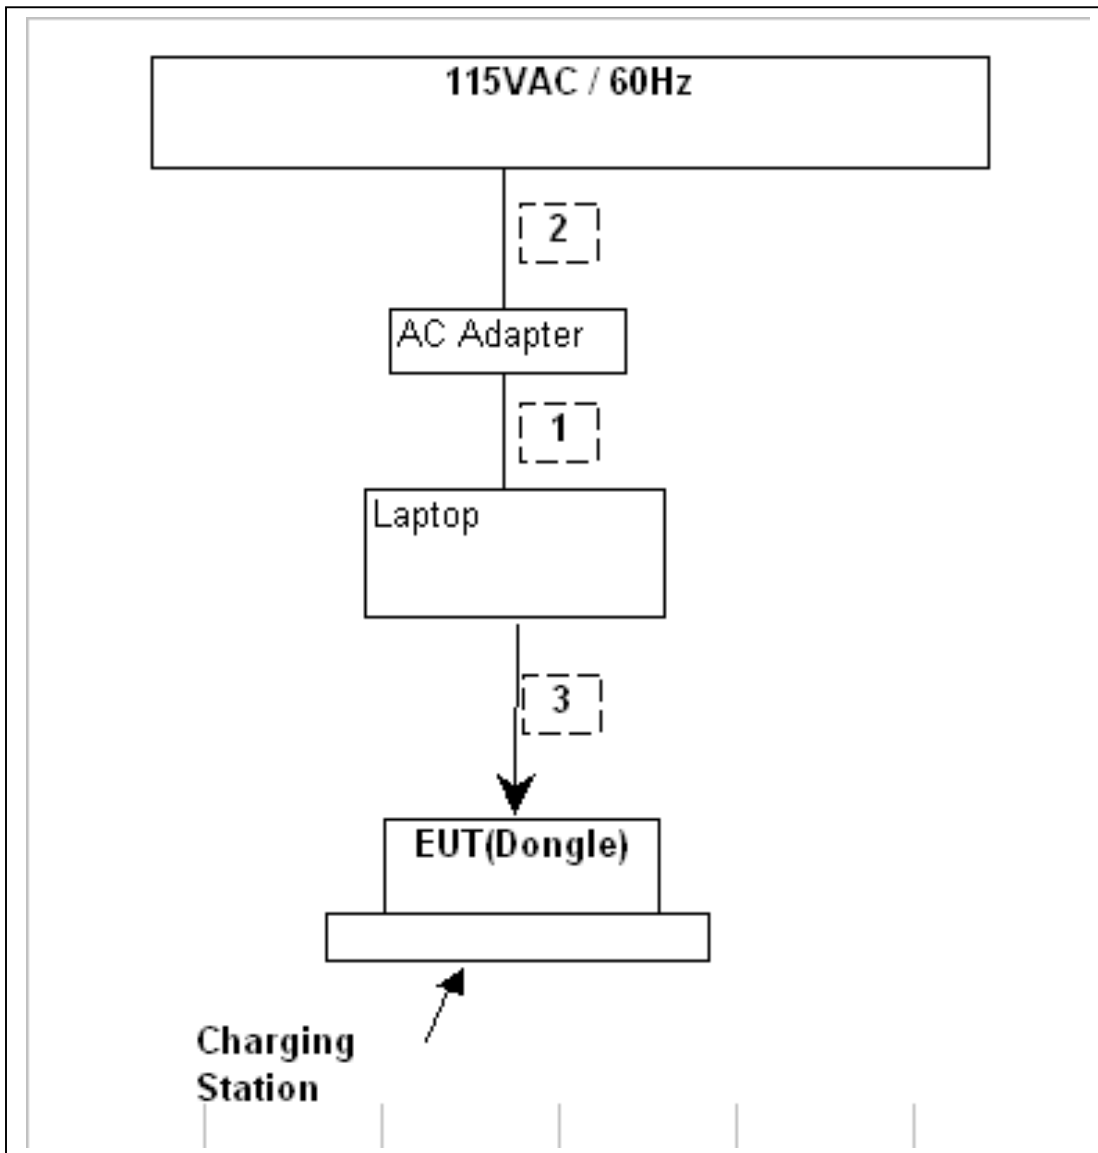 115VAC / 60Hz
2
AC Adapter
1
Laptop
3
EUT(Dongle)
Charging
Station